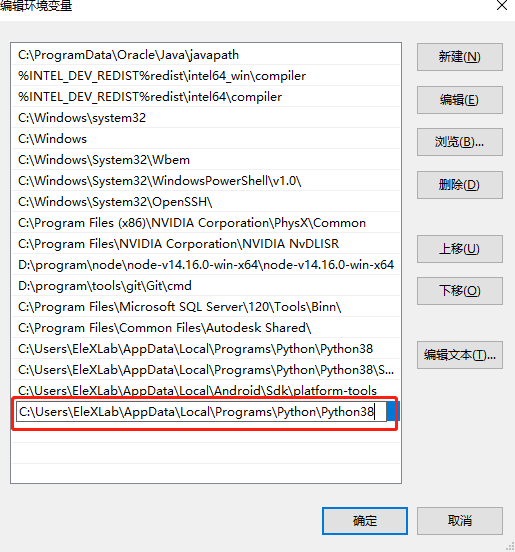 编辑环境变量
C:\ProgramData\Oracle\Java\javapath
%INTEL_DEV_REDIST%redist\intel64_win\compiler
%INTEL_DEV_REDIST%redist\intel64\compiler
C:\Windows\system32
C:\Windows
C:\Windows\System32\Wbem
C:\Windows\System32\WindowsPowerShell\v1.0\
C:\Windows\System32\OpenSSH\
C:\Program Files (x86)\NVIDIA Corporation\PhysX\Common
C:\Program Files\NVIDIA Corporation\NVIDIA NvDLISR
D:\program\node\node-v14.16.0-win-x64\node-v14.16.0-win-x64
D:\program\tools\git\Git\cmd
C:\Program Files\Microsoft SQL Server\120\Tools\Binn\
C:\Program Files\Common Files\Autodesk Shared\
C:\Users\EleXLab\AppData\Local\Programs\Python\Python38
C:\Users\EleXLab\AppData\Local\Programs\Python\Python38\S...
C:\Users\EleXLab\AppData\Local\Android\Sdk\platform-tools
C:\Users\EleXLab\AppData\Local\Programs\Python\Python38
新建(N)
编辑(E)
浏览(B)...
删除(D)
上移(U)
下移(O)
编辑文本(T)...
确定
取消